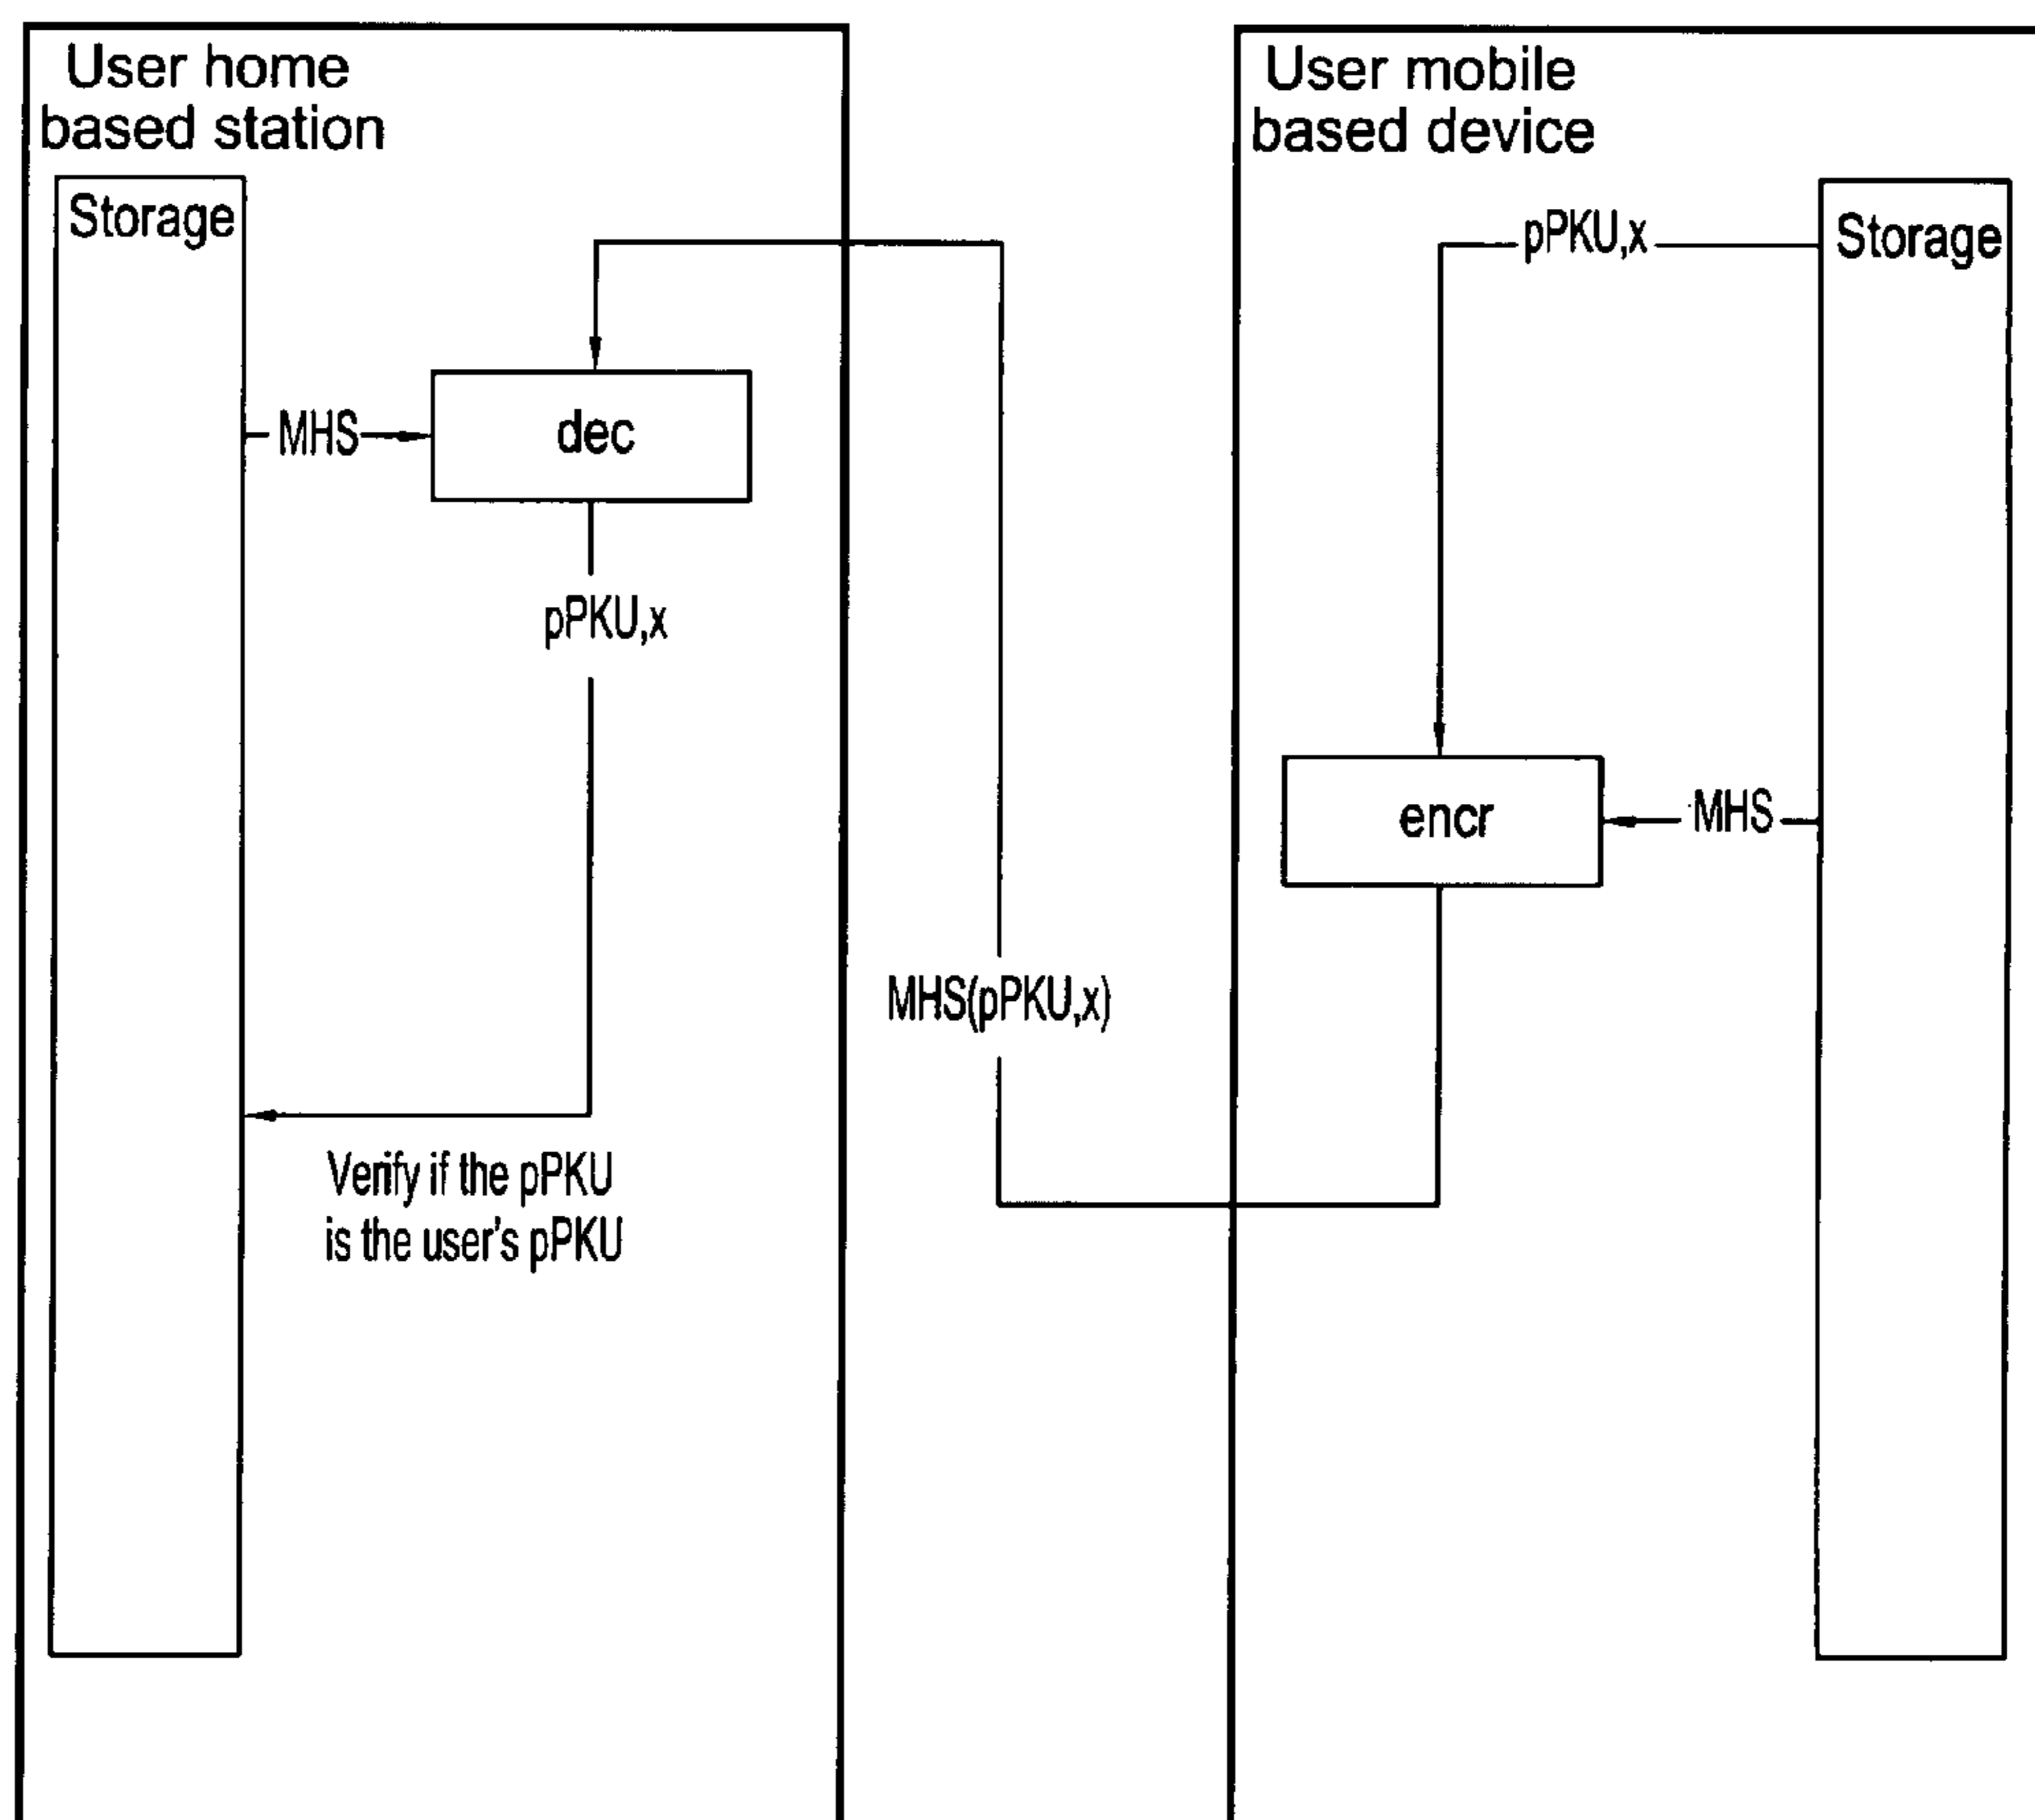 User home
based station
Storage
MHS
dec
pPKU,x
Verify if the pPKU
is the user's pPKU
MHS(pPKU,x)
User mobile
based device
pPKU,x
Storage
encr
MHS